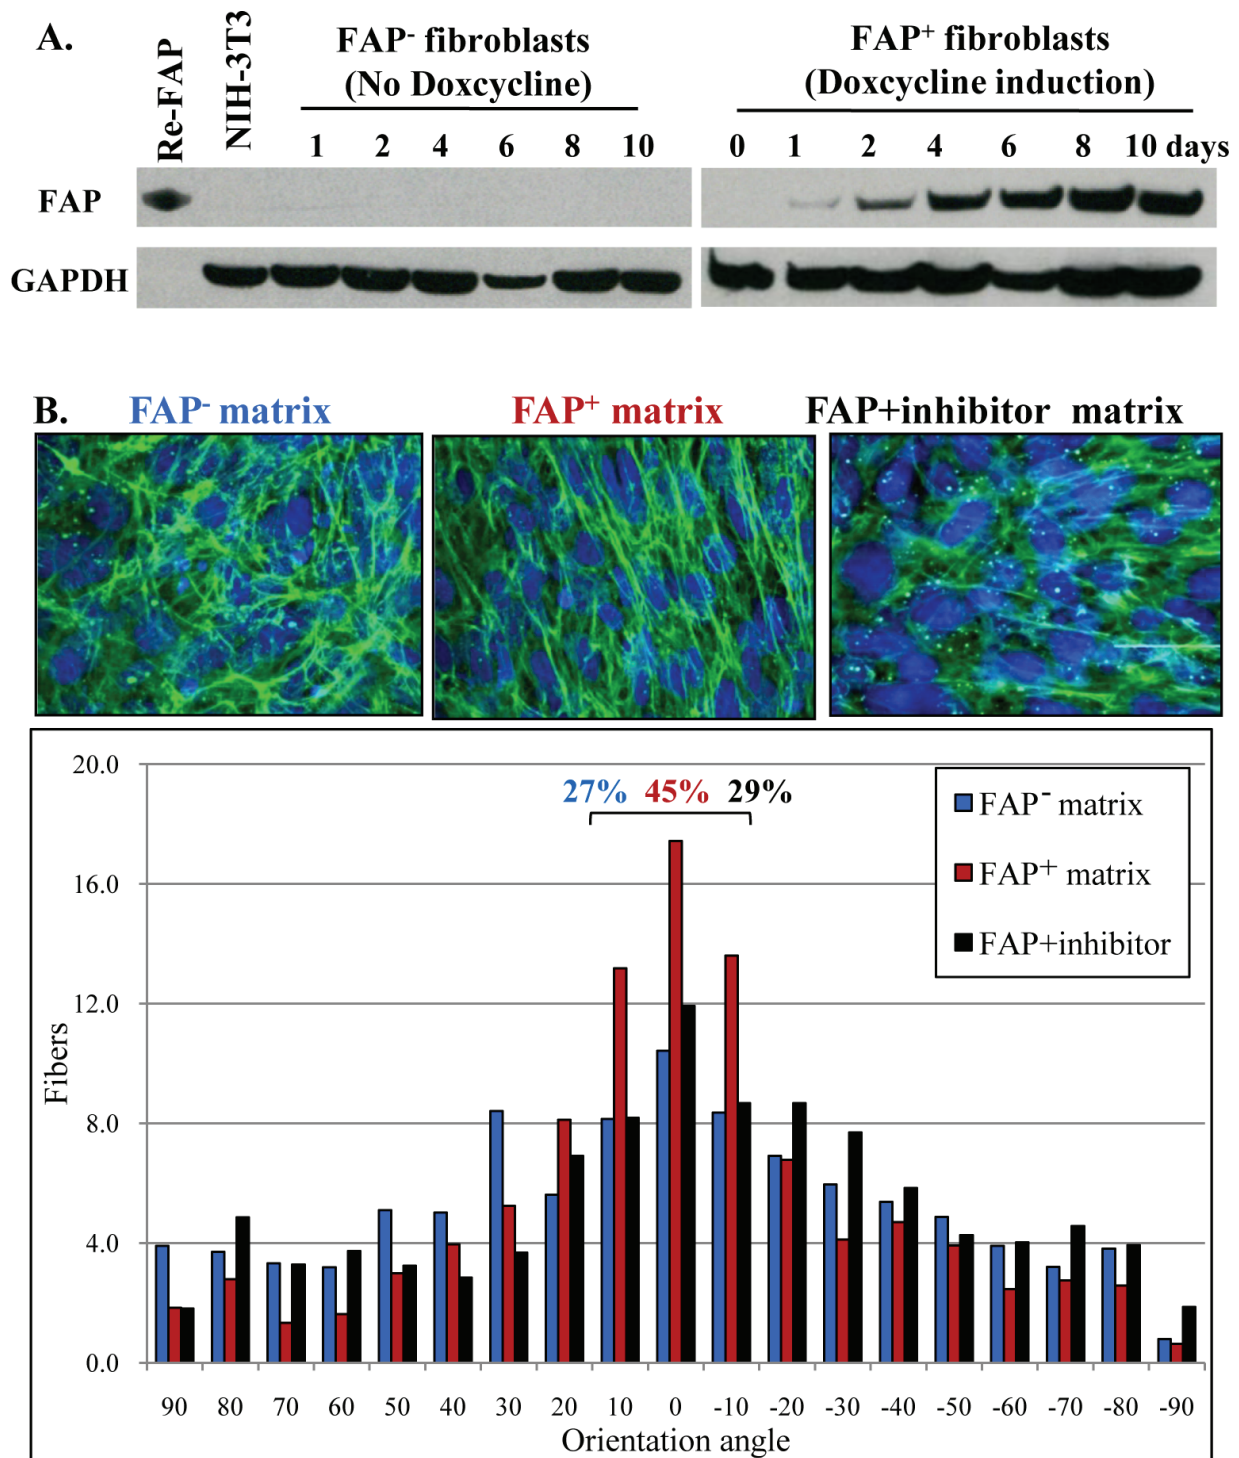 A.
Re-FAP
NIH-3T3
FAP⁻ fibroblasts
(No Doxcycline)
FAP⁺ fibroblasts
(Doxcycline induction)
1 2 4 6 8 10
0 1 2 4 6 8 10 days
FAP
GAPDH
B.
FAP⁻ matrix
FAP⁺ matrix
FAP+inhibitor matrix
20.0
16.0
12.0
8.0
4.0
0.0
Fibers
27% 45% 29%
FAP⁻ matrix
FAP⁺ matrix
FAP+inhibitor
90 80 70 60 50 40 30 20 10 0 -10 -20 -30 -40 -50 -60 -70 -80 -90
Orientation angle